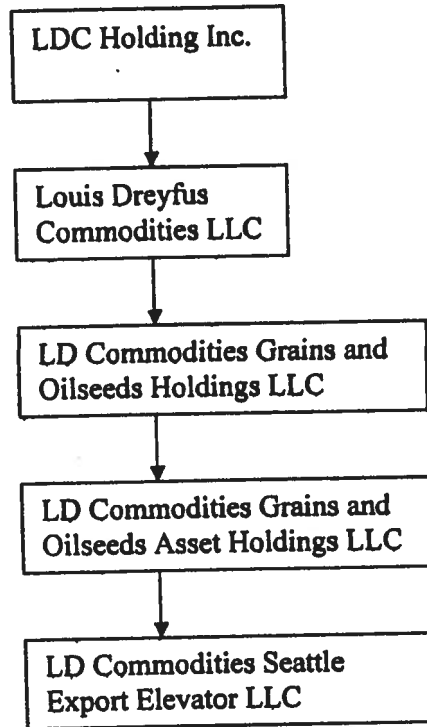 LDC Holding Inc.
Louis Dreyfus
Commodities LLC
LD Commodities Grains and
Oilseeds Holdings LLC
LD Commodities Grains and
Oilseeds Asset Holdings LLC
LD Commodities Seattle
Export Elevator LLC